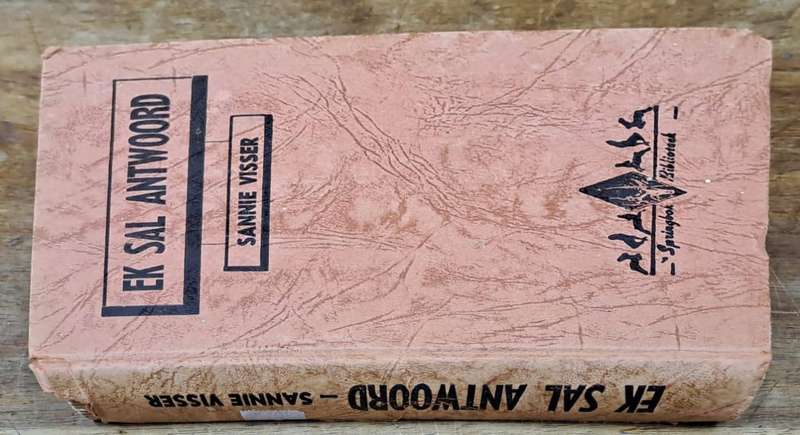 EK SAL ANTWOORD
SANNIE VISSER
Springbok Biblioteek
EK SAL ANTWOORD – SANNIE VISSER